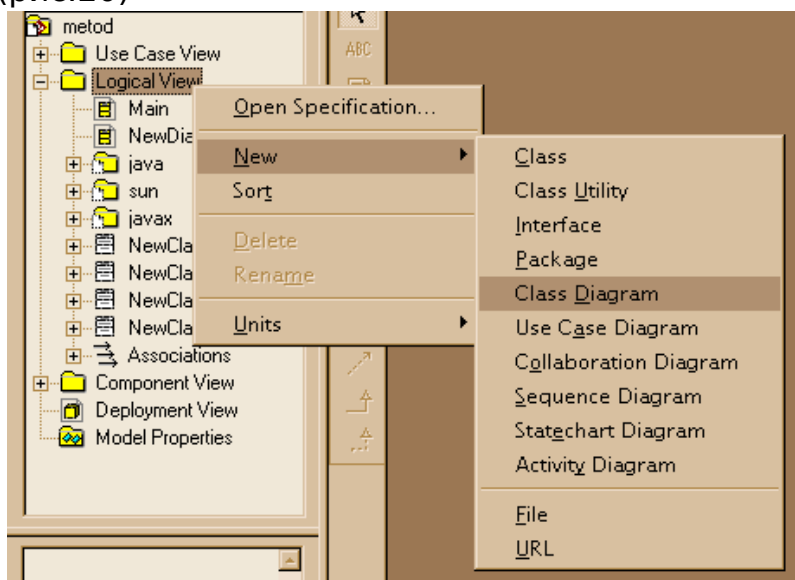 (рис.20)
metod
Use Case View
Logical View
Main
NewDia
java
sun
javax
NewCla
NewCla
NewCla
NewCla
Associations
Component View
Deployment View
Model Properties
ABC
Open Specification...
New
Sort
Delete
Rename
Units
Class
Class Utility
Interface
Package
Class Diagram
Use Case Diagram
Collaboration Diagram
Sequence Diagram
Statechart Diagram
Activity Diagram
File
URL